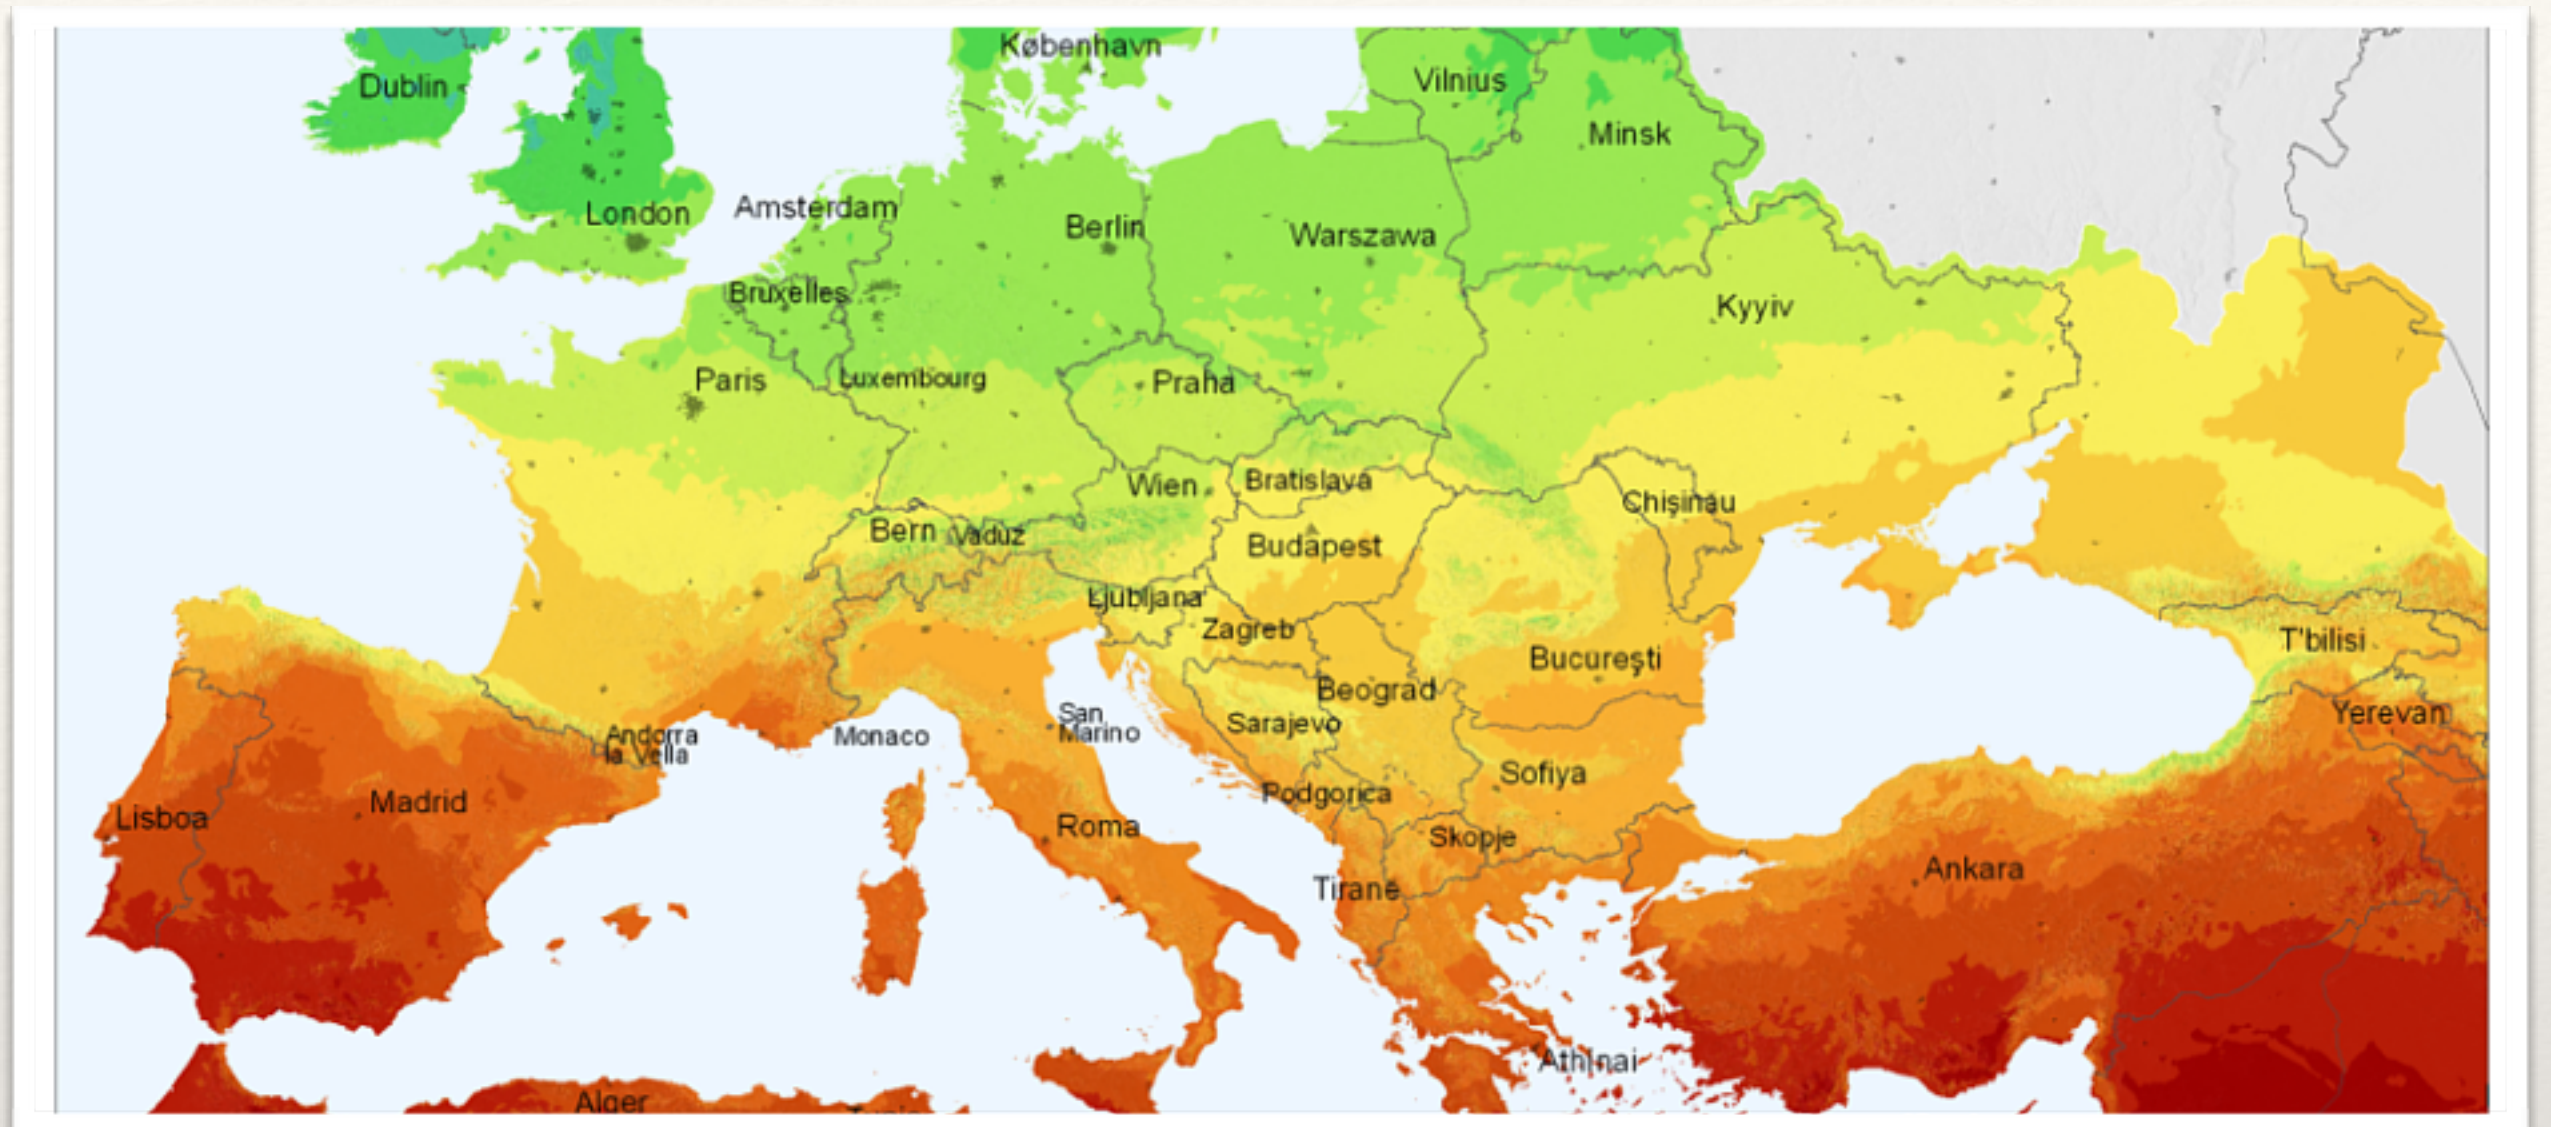 København
Dublin
Vilnius
Minsk
London
Amsterdam
Berlin
Warszawa
Bruxelles
Kyyiv
Paris
Luxembourg
Praha
Wien
Bratislava
Chişinau
Bern
Vaduz
Budapest
Ljubljana
Zagreb
T'bilisi
Bucureşti
Beograd
San
Marino
Sarajevo
Yerevan
Andorra
la Vella
Monaco
Sofiya
Podgorica
Madrid
Lisboa
Roma
Skopje
Ankara
Tirane
Athinai
Alger